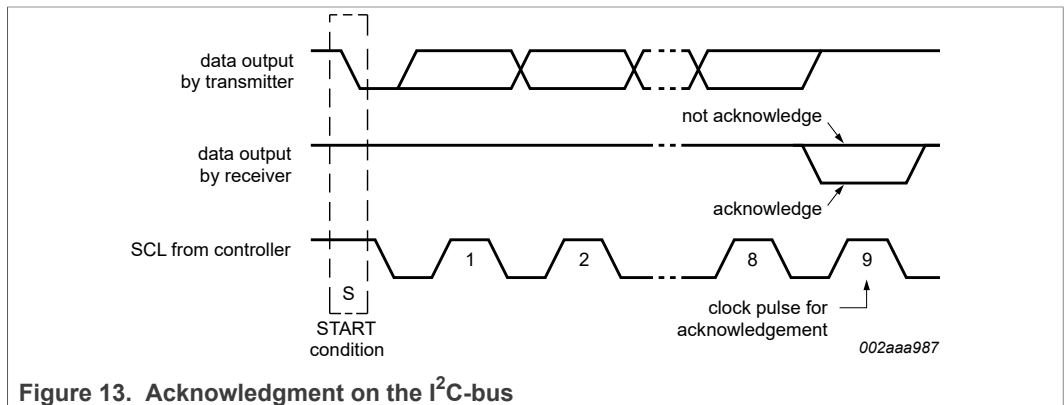 data output
by transmitter
not acknowledge
data output
by receiver
acknowledge
SCL from controller
1
2
8
9
S
START
condition
clock pulse for
acknowledgement
002aaa987
Figure 13. Acknowledgment on the I²C-bus